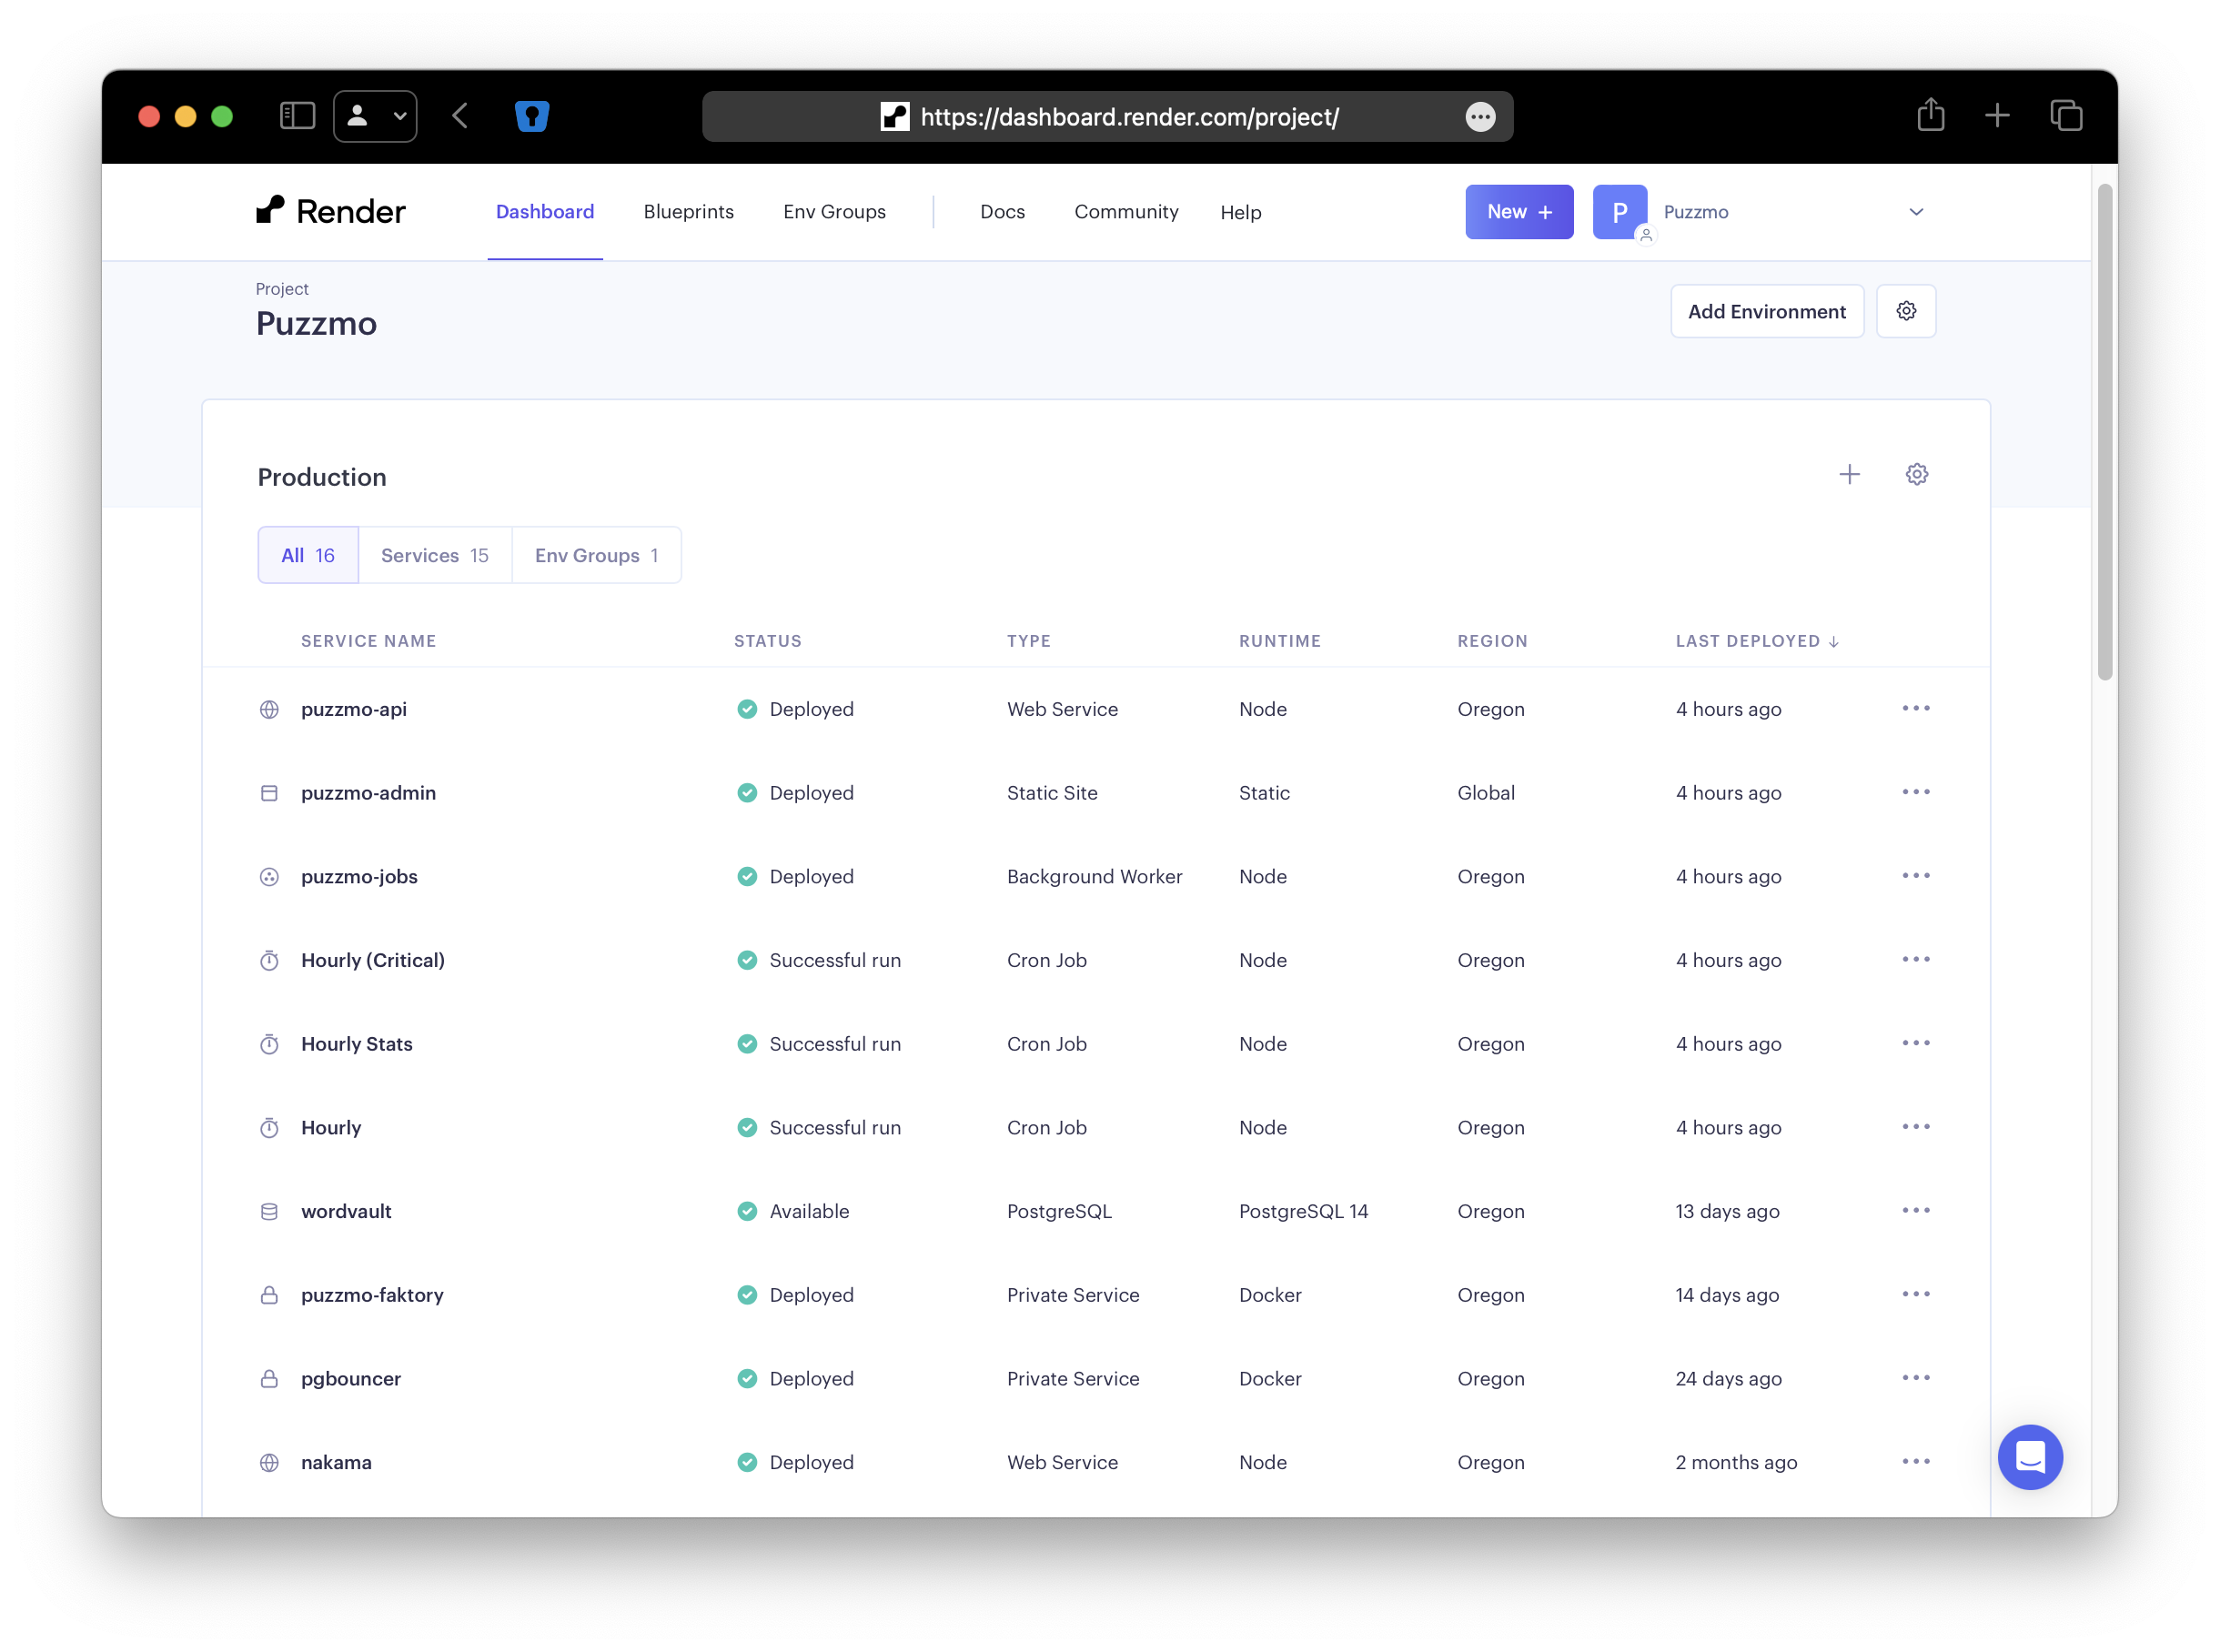 https://dashboard.render.com/project/
Render Dashboard Blueprints Env Groups Docs Community Help New + P Puzzmo
Project
Puzzmo
Add Environment
Production
All 16 Services 15 Env Groups 1
SERVICE NAME STATUS TYPE RUNTIME REGION LAST DEPLOYED ↓
puzzmo-api Deployed Web Service Node Oregon 4 hours ago
puzzmo-admin Deployed Static Site Static Global 4 hours ago
puzzmo-jobs Deployed Background Worker Node Oregon 4 hours ago
Hourly (Critical) Successful run Cron Job Node Oregon 4 hours ago
Hourly Stats Successful run Cron Job Node Oregon 4 hours ago
Hourly Successful run Cron Job Node Oregon 4 hours ago
wordvault Available PostgreSQL PostgreSQL 14 Oregon 13 days ago
puzzmo-faktory Deployed Private Service Docker Oregon 14 days ago
pgbouncer Deployed Private Service Docker Oregon 24 days ago
nakama Deployed Web Service Node Oregon 2 months ago